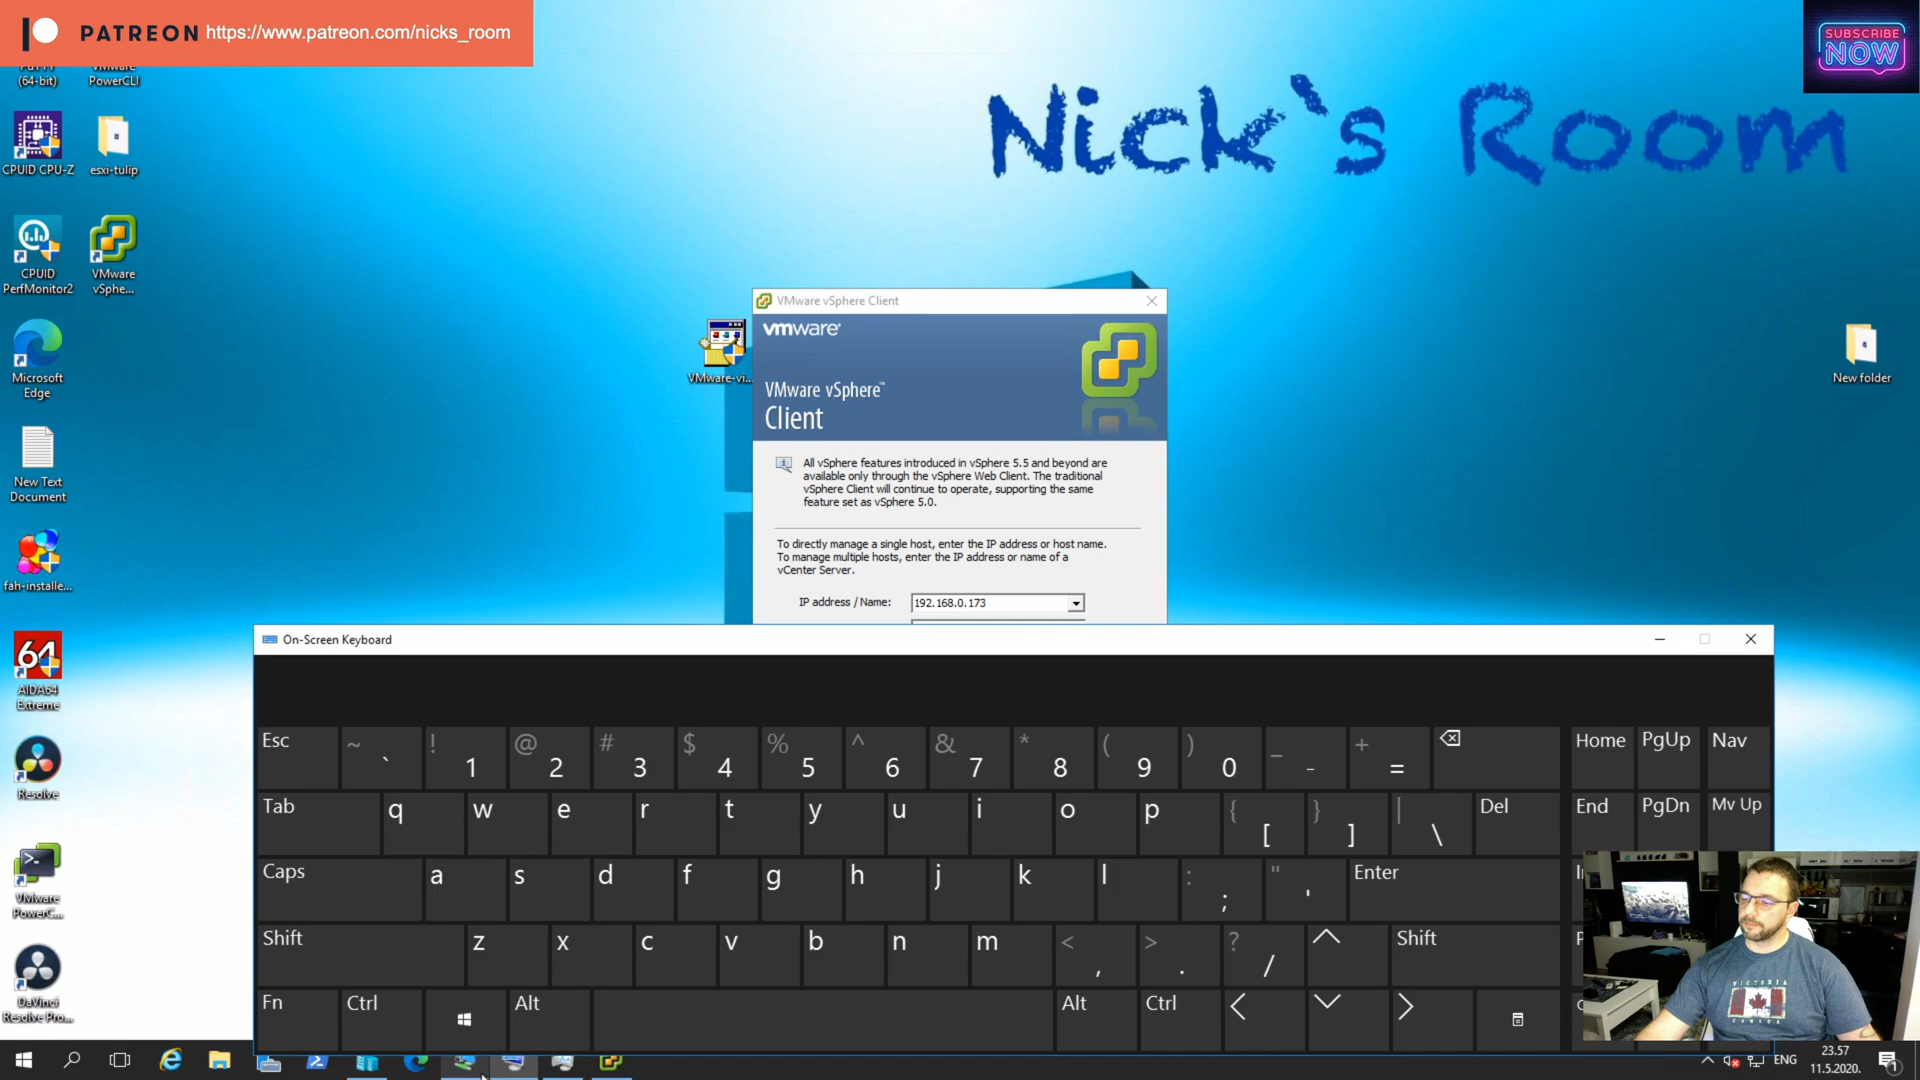 PATREON https://www.patreon.com/nicks_room
SUBSCRIBE
NOW
(64-bit)
PowerCLI
Nick's Room
CPUID CPU-Z
esxi-tulip
CPUID
PerfMonitor2
VMware
vSphe...
Microsoft
Edge
VMware-vi...
New folder
New Text
Document
fah-installe...
64
AIDA64
Extreme
Resolve
VMware
PowerC...
DaVinci
Resolve Pro...
VMware vSphere Client
vmware
VMware vSphere™
Client
All vSphere features introduced in vSphere 5.5 and beyond are
available only through the vSphere Web Client. The traditional
vSphere Client will continue to operate, supporting the same
feature set as vSphere 5.0.
To directly manage a single host, enter the IP address or host name.
To manage multiple hosts, enter the IP address or name of a
vCenter Server.
IP address / Name: 192.168.0.173
On-Screen Keyboard
Esc ~ ` ! 1 @ 2 # 3 $ 4 % 5 ^ 6 & 7 * 8 ( 9 ) 0 _ - + = Home PgUp Nav
Tab q w e r t y u i o p { [ } ] | \ Del End PgDn Mv Up
Caps a s d f g h j k l : ; " ' Enter
Shift z x c v b n m < , > . ? / Shift
Fn Ctrl Alt Alt Ctrl
VICTORIA
CANADA
ENG
23.57
11.5.2020.
1